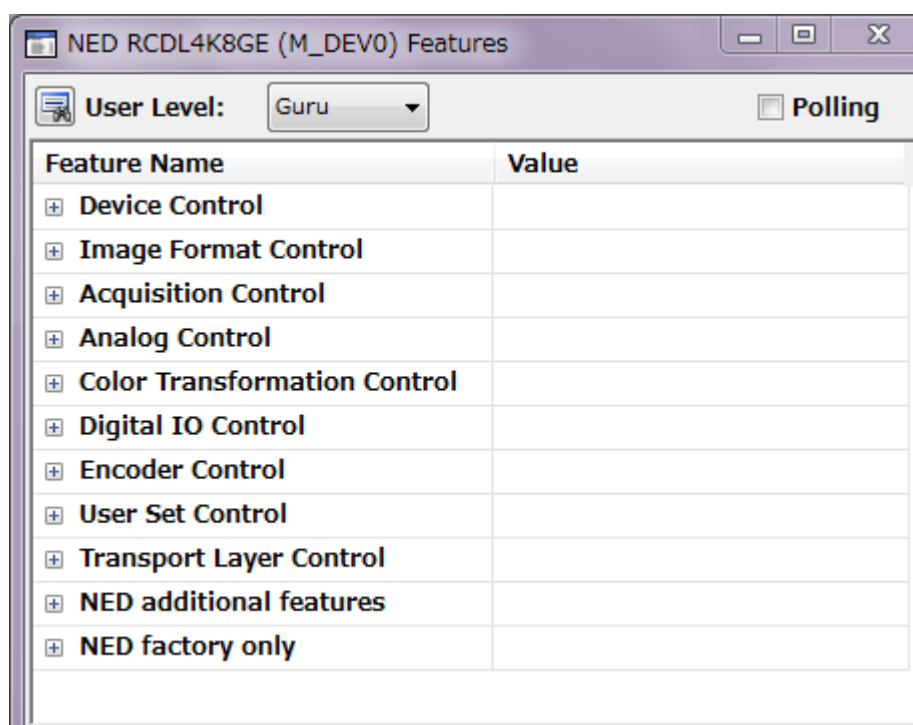 NED RCDL4K8GE (M_DEV0) Features
User Level: Guru Polling
Feature Name Value
Device Control
Image Format Control
Acquisition Control
Analog Control
Color Transformation Control
Digital IO Control
Encoder Control
User Set Control
Transport Layer Control
NED additional features
NED factory only